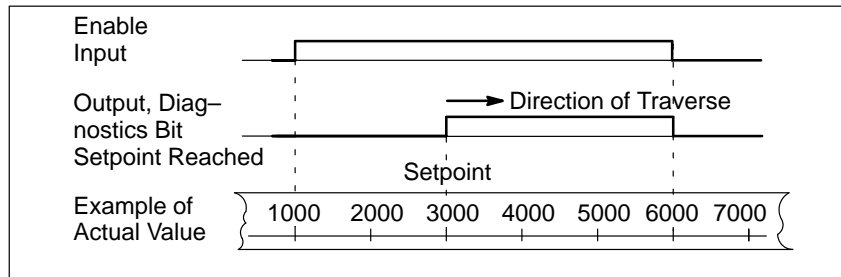 Enable
Input
Output, Diag–
nostics Bit
Setpoint Reached
Direction of Traverse
Setpoint
Example of
Actual Value
1000 2000 3000 4000 5000 6000 7000